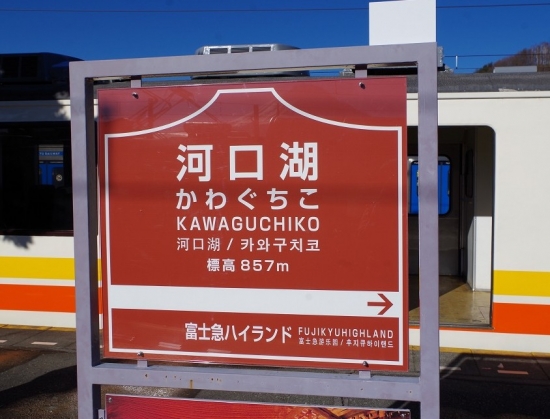 河口湖
かわぐちこ
KAWAGUCHIKO
河口湖 / 카와구치코
標高 857m
富士急ハイランド FUJIKYUHIGHLAND
富士急游乐园 / 후지큐하이랜드